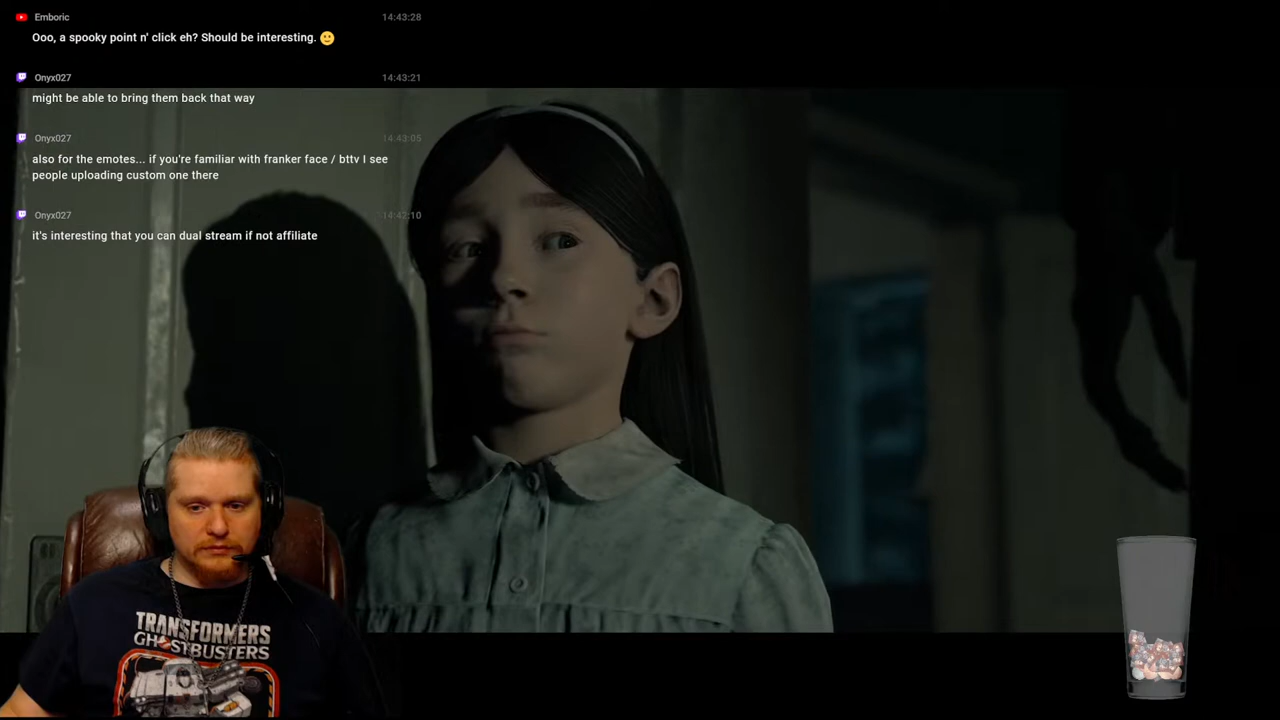 Emboric 14:43:28
Ooo, a spooky point n' click eh? Should be interesting. 🙂
Onyx027 14:43:21
might be able to bring them back that way
Onyx027 14:43:05
also for the emotes... if you're familiar with franker face / bttv I see
people uploading custom one there
Onyx027 14:42:10
it's interesting that you can dual stream if not affiliate
TRANSFORMERS
GHOSTBUSTERS